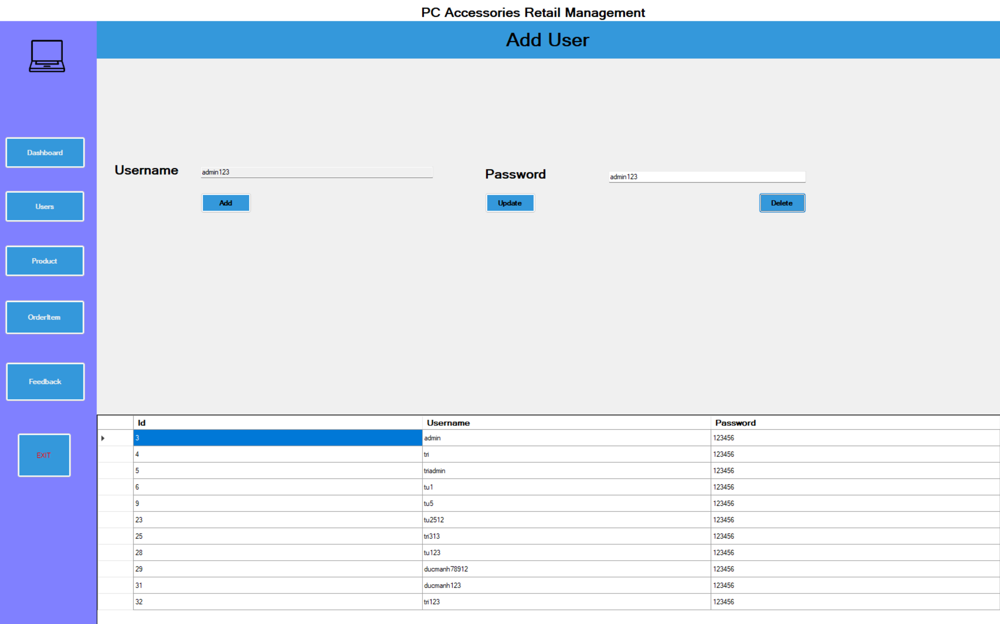 PC Accessories Retail Management
Add User
Dashboard
Users
Product
OrderItem
Feedback
EXIT
Username admin123 Password admin123
Add Update Delete
Id Username Password
3 admin 123456
4 tri 123456
5 triadmin 123456
6 tu1 123456
9 tu5 123456
23 tu2512 123456
25 tri313 123456
28 tu123 123456
29 ducmanh78912 123456
31 ducmanh123 123456
32 tri123 123456